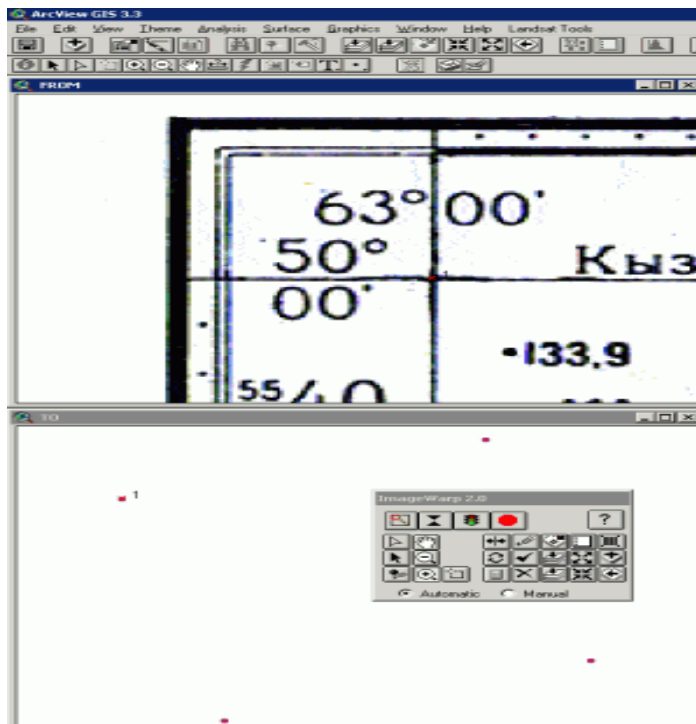 ArcView GIS 3.3
File Edit View Theme Analysis Surface Graphics Window Help Landsat Tools
FROM
63° 00'
50°
Кыз
00'
•133,9
5540
TO
1
ImageWarp 2.0
?
Automatic Manual